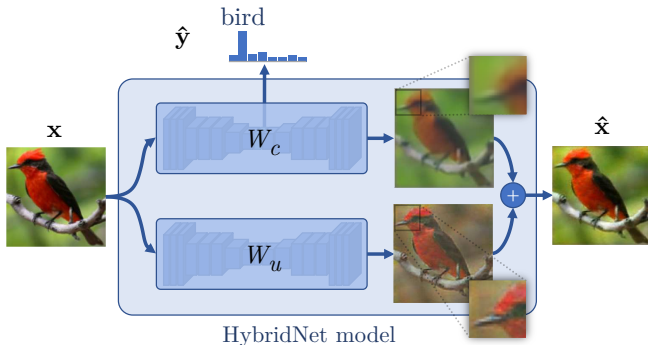 bird
ŷ
x
W_c
x̂
+
W_u
HybridNet model